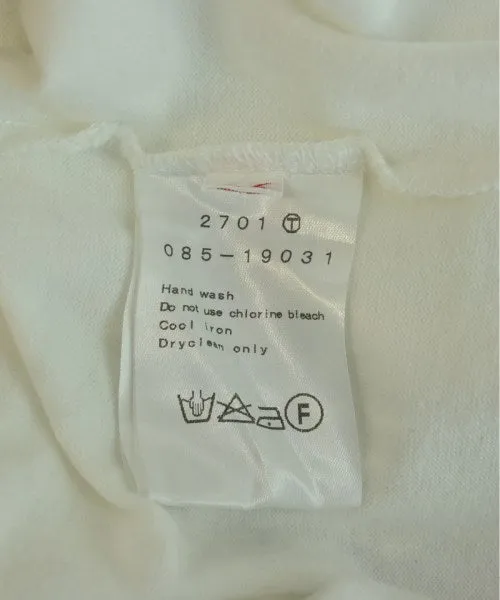 2701 Ⓣ
085-19031
Hand wash
Do not use chlorine bleach
Cool iron
Dryclean only
F